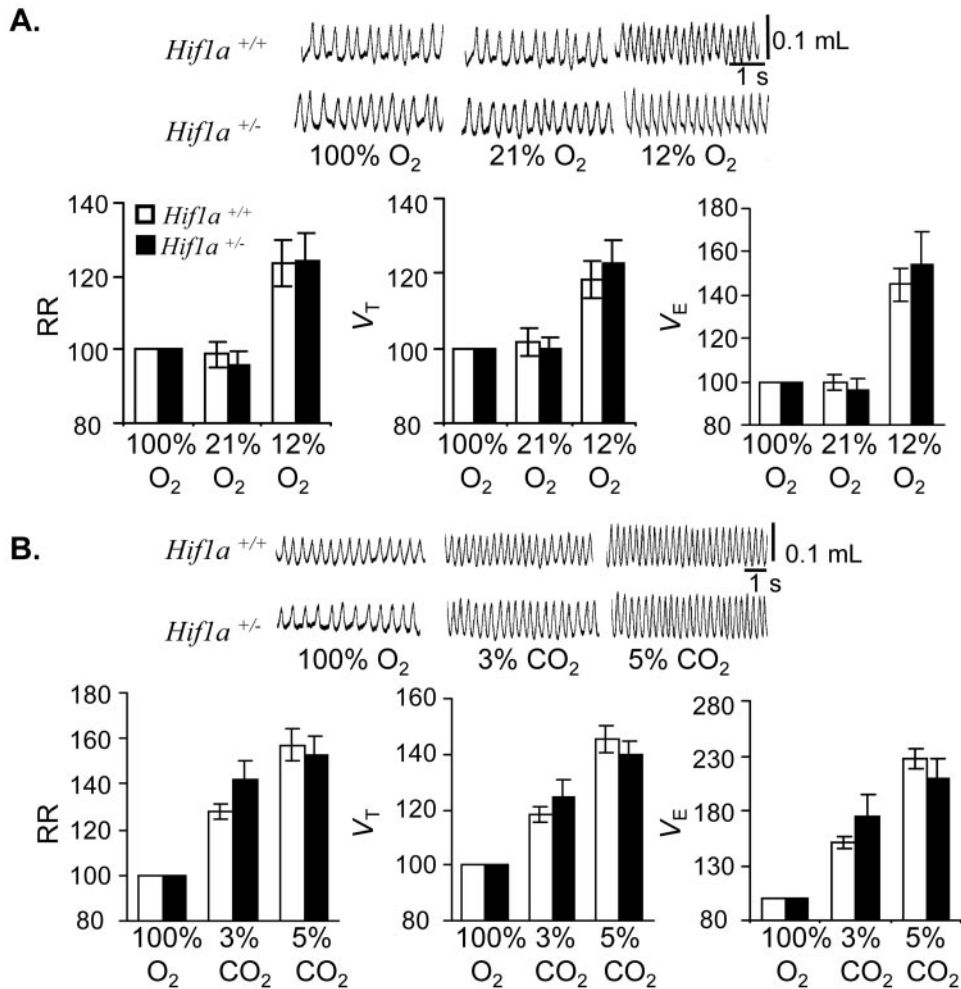 A.
Hif1a +/+
0.1 mL
1 s
Hif1a +/-
100% O2 21% O2 12% O2
140
120
100
80
RR
Hif1a +/+
Hif1a +/-
100% 21% 12%
O2 O2 O2
140
120
100
80
VT
100% 21% 12%
O2 O2 O2
180
160
140
120
100
80
VE
100% 21% 12%
O2 O2 O2
B.
Hif1a +/+
0.1 mL
1 s
Hif1a +/-
100% O2 3% CO2 5% CO2
180
160
140
120
100
80
RR
100% 3% 5%
O2 CO2 CO2
160
140
120
100
80
VT
100% 3% 5%
O2 CO2 CO2
280
230
180
130
80
VE
100% 3% 5%
O2 CO2 CO2